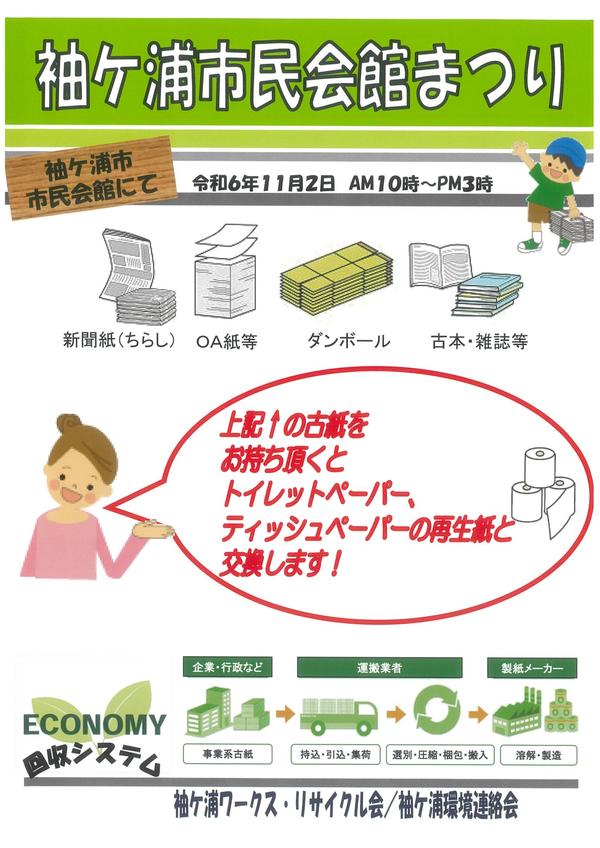 袖ケ浦市民会館まつり
袖ケ浦市
市民会館にて
令和6年11月2日 AM10時～PM3時
新聞紙（ちらし） OA紙等 ダンボール 古本・雑誌等
上記↑の古紙を
お持ち頂くと
トイレットペーパー、
ティッシュペーパーの再生紙と
交換します！
企業・行政など 運搬業者 製紙メーカー
ECONOMY
回収システム
事業系古紙 持込・引込・集荷 選別・圧縮・梱包・搬入 溶解・製造
袖ケ浦ワークス・リサイクル会/袖ケ浦環境連絡会